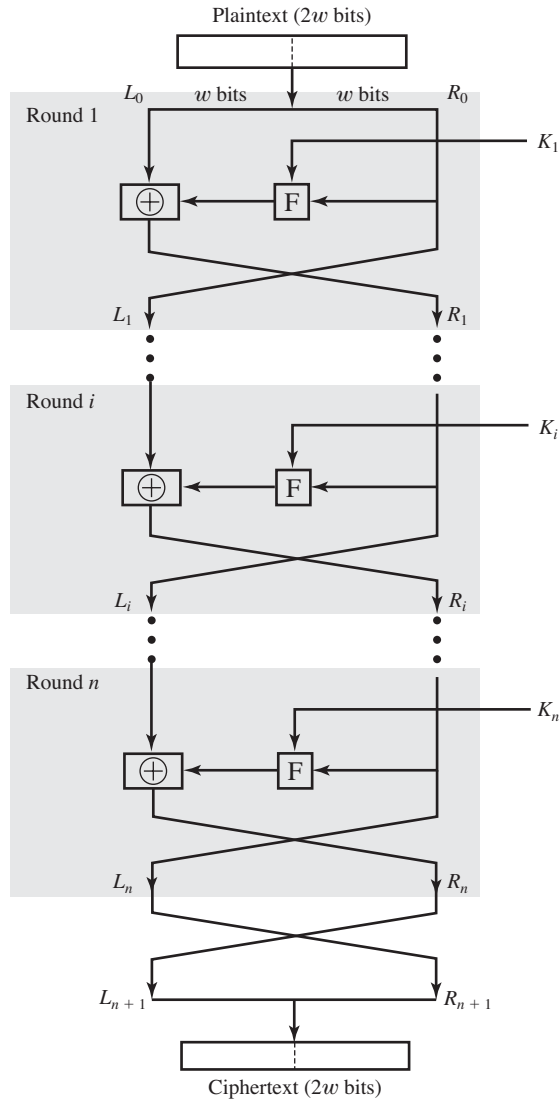 Plaintext (2w bits)
L₀ w bits w bits R₀
Round 1
K₁
F
L₁ R₁
Round i
Kᵢ
F
Lᵢ Rᵢ
Round n
Kₙ
F
Lₙ Rₙ
Lₙ ₊ ₁ Rₙ ₊ ₁
Ciphertext (2w bits)